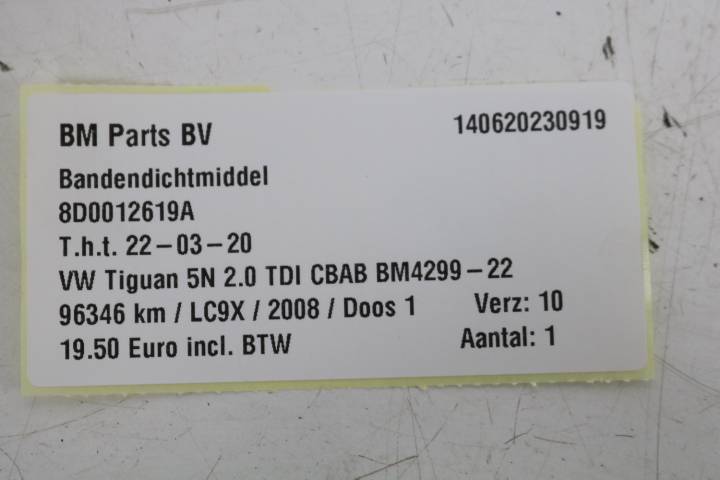 BM Parts BV 140620230919
Bandendichtmiddel
8D0012619A
T.h.t. 22-03-20
VW Tiguan 5N 2.0 TDI CBAB BM4299-22
96346 km / LC9X / 2008 / Doos 1 Verz: 10
19.50 Euro incl. BTW Aantal: 1